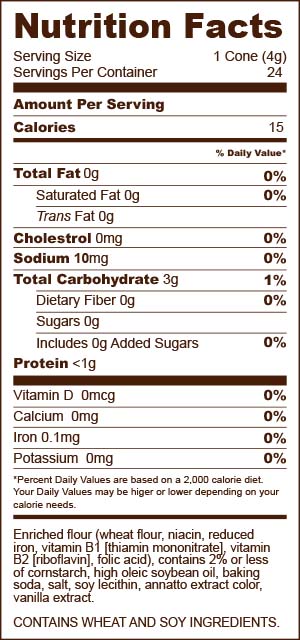 Nutrition Facts
Serving Size 1 Cone (4g)
Servings Per Container 24
Amount Per Serving
Calories 15
% Daily Value*
Total Fat 0g 0%
Saturated Fat 0g 0%
Trans Fat 0g
Cholestrol 0mg 0%
Sodium 10mg 0%
Total Carbohydrate 3g 1%
Dietary Fiber 0g 0%
Sugars 0g
Includes 0g Added Sugars 0%
Protein <1g
Vitamin D 0mcg 0%
Calcium 0mg 0%
Iron 0.1mg 0%
Potassium 0mg 0%
*Percent Daily Values are based on a 2,000 calorie diet.
Your Daily Values may be higer or lower depending on your
calorie needs.
Enriched flour (wheat flour, niacin, reduced
iron, vitamin B1 [thiamin mononitrate], vitamin
B2 [riboflavin], folic acid), contains 2% or less
of cornstarch, high oleic soybean oil, baking
soda, salt, soy lecithin, annatto extract color,
vanilla extract.
CONTAINS WHEAT AND SOY INGREDIENTS.